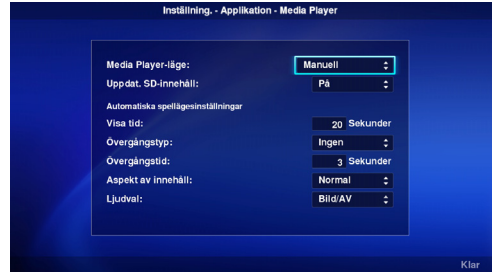 Inställning. - Applikation - Media Player
Media Player-läge: Manuell
Uppdat. SD-innehåll: På
Automatiska spellägesinställningar
Visa tid: 20 Sekunder
Övergångstyp: Ingen
Övergångstid: 3 Sekunder
Aspekt av innehåll: Normal
Ljudval: Bild/AV
Klar